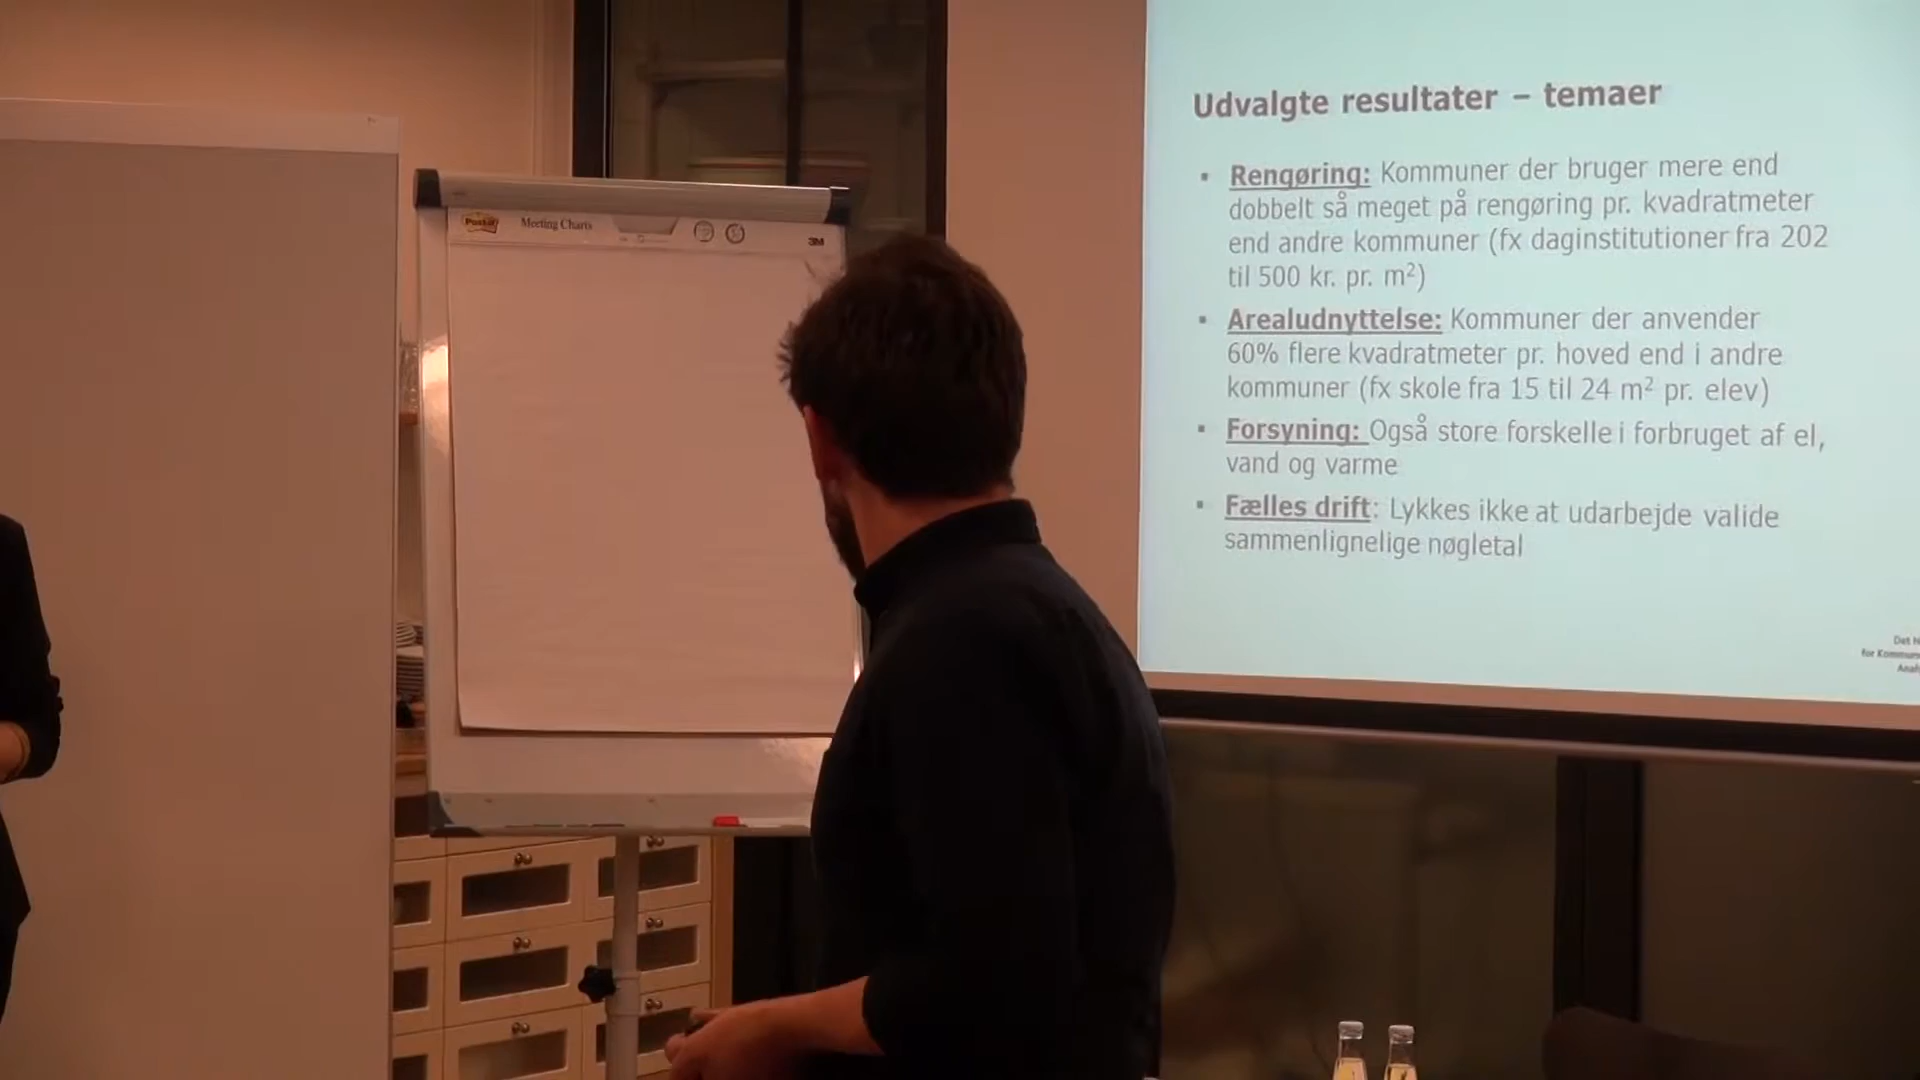 Post-it
Meeting Charts
3M
Udvalgte resultater – temaer
▪ Rengøring: Kommuner der bruger mere end
dobbelt så meget på rengøring pr. kvadratmeter
end andre kommuner (fx daginstitutioner fra 202
til 500 kr. pr. m²)
▪ Arealudnyttelse: Kommuner der anvender
60% flere kvadratmeter pr. hoved end i andre
kommuner (fx skole fra 15 til 24 m² pr. elev)
▪ Forsyning: Også store forskelle i forbruget af el,
vand og varme
▪ Fælles drift: Lykkes ikke at udarbejde valide
sammenlignelige nøgletal
Det
for